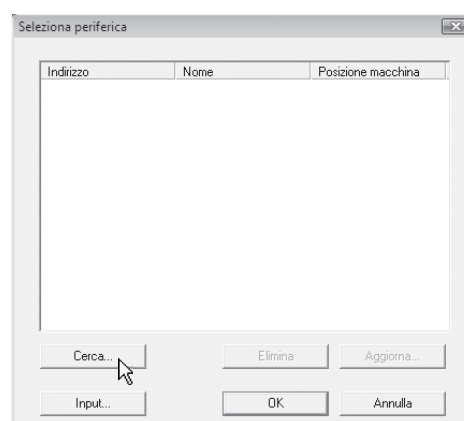 Seleziona periferica
Indirizzo Nome Posizione macchina
Cerca... Elimina Aggiorna...
Input... OK Annulla